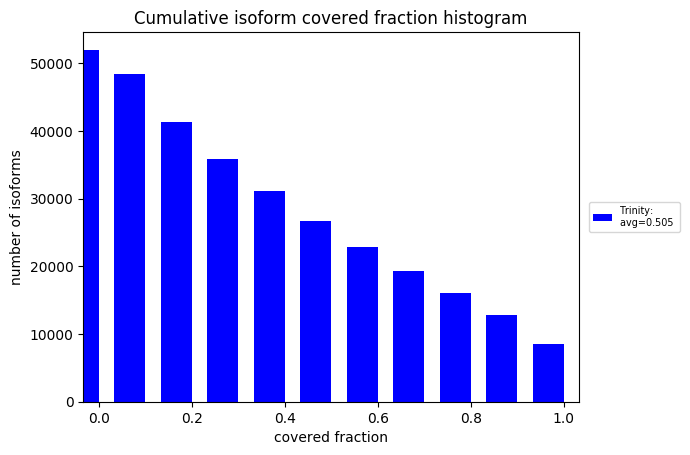 Cumulative isoform covered fraction histogram
number of isoforms
50000
40000
30000
20000
10000
0
0.0 0.2 0.4 0.6 0.8 1.0
covered fraction
Trinity:
avg=0.505